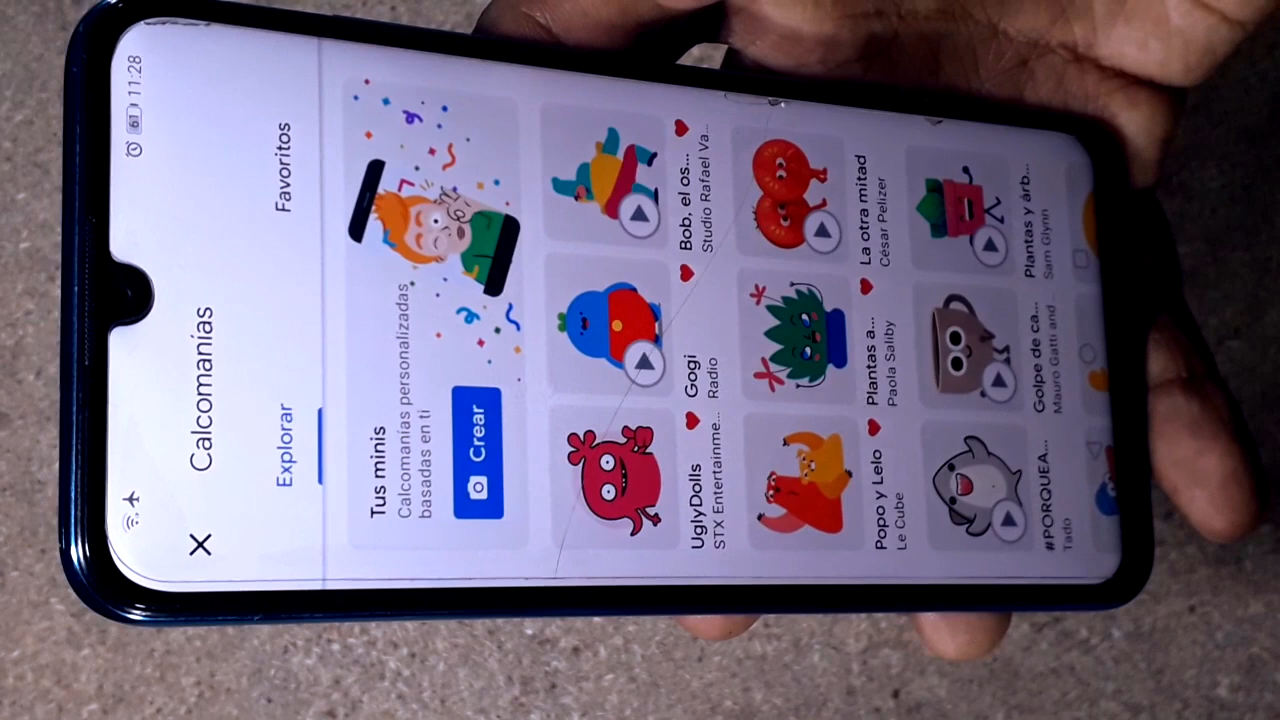 61 11:28
Calcomanías
Explorar
Favoritos
Tus minis
Calcomanías personalizadas
basadas en ti
Crear
UglyDolls
STX Entertainme...
Gogi
Radio
Bob, el os...
Studio Rafael Va...
Popo y Lelo
Le Cube
Plantas a...
Paola Saliby
La otra mitad
César Pelizer
#PORQUEA...
Tado
Golpe de ca...
Mauro Gatti and...
Plantas y árb...
Sam Glynn